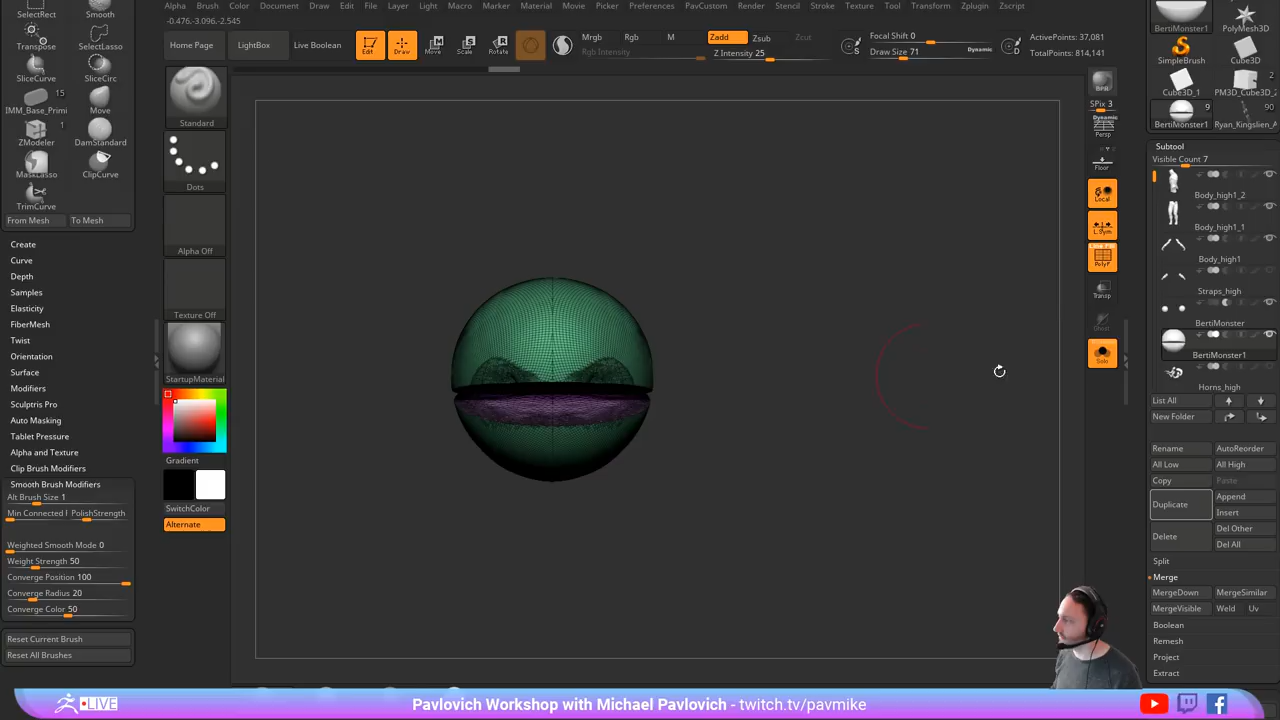 Alpha Brush Color Document Draw Edit File Layer Light Macro Marker Material Movie Picker Preferences PavCustom Render Stencil Stroke Texture Tool Transform Zplugin Zscript
-0.476,-3.096,-2.545
Home Page LightBox Live Boolean Edit Draw Move Scale Rotate
Mrgb Rgb M Zadd Zsub Zcut
Rgb Intensity Z Intensity 25
Focal Shift 0
Draw Size 71 Dynamic
S D
ActivePoints: 37,081
TotalPoints: 814,141
SelectRect Smooth
Transpose SelectLasso
SliceCurve SliceCirc
15
IMM_Base_Primi Move
1
ZModeler DamStandard
MaskLasso ClipCurve
TrimCurve
From Mesh To Mesh
Create
Curve
Depth
Samples
Elasticity
FiberMesh
Twist
Orientation
Surface
Modifiers
Sculptris Pro
Auto Masking
Tablet Pressure
Alpha and Texture
Clip Brush Modifiers
Smooth Brush Modifiers
Alt Brush Size 1
Min Connected PolishStrength
Weighted Smooth Mode 0
Weight Strength 50
Converge Position 100
Converge Radius 20
Converge Color 50
Reset Current Brush
Reset All Brushes
Standard
Dots
Alpha Off
Texture Off
StartupMaterial
Gradient
SwitchColor
Alternate
BPR
SPix 3
Dynamic
Persp
Floor
Local
L.Sym
PolyF
Transp
Ghost
Solo
BertiMonster1 PolyMesh3D
SimpleBrush Cube3D
2
Cube3D_1 PM3D_Cube3D_2
9 90
BertiMonster1 Ryan_Kingslien_A
Subtool
Visible Count 7
Body_high1_2
Body_high1_1
Body_high1
Straps_high
BertiMonster
BertiMonster1
Horns_high
List All
New Folder
Rename AutoReorder
All Low All High
Copy Paste
Duplicate Append
Insert
Delete Del Other
Del All
Split
Merge
MergeDown MergeSimilar
MergeVisible Weld Uv
Boolean
Remesh
Project
Extract
LIVE Pavlovich Workshop with Michael Pavlovich - twitch.tv/pavmike